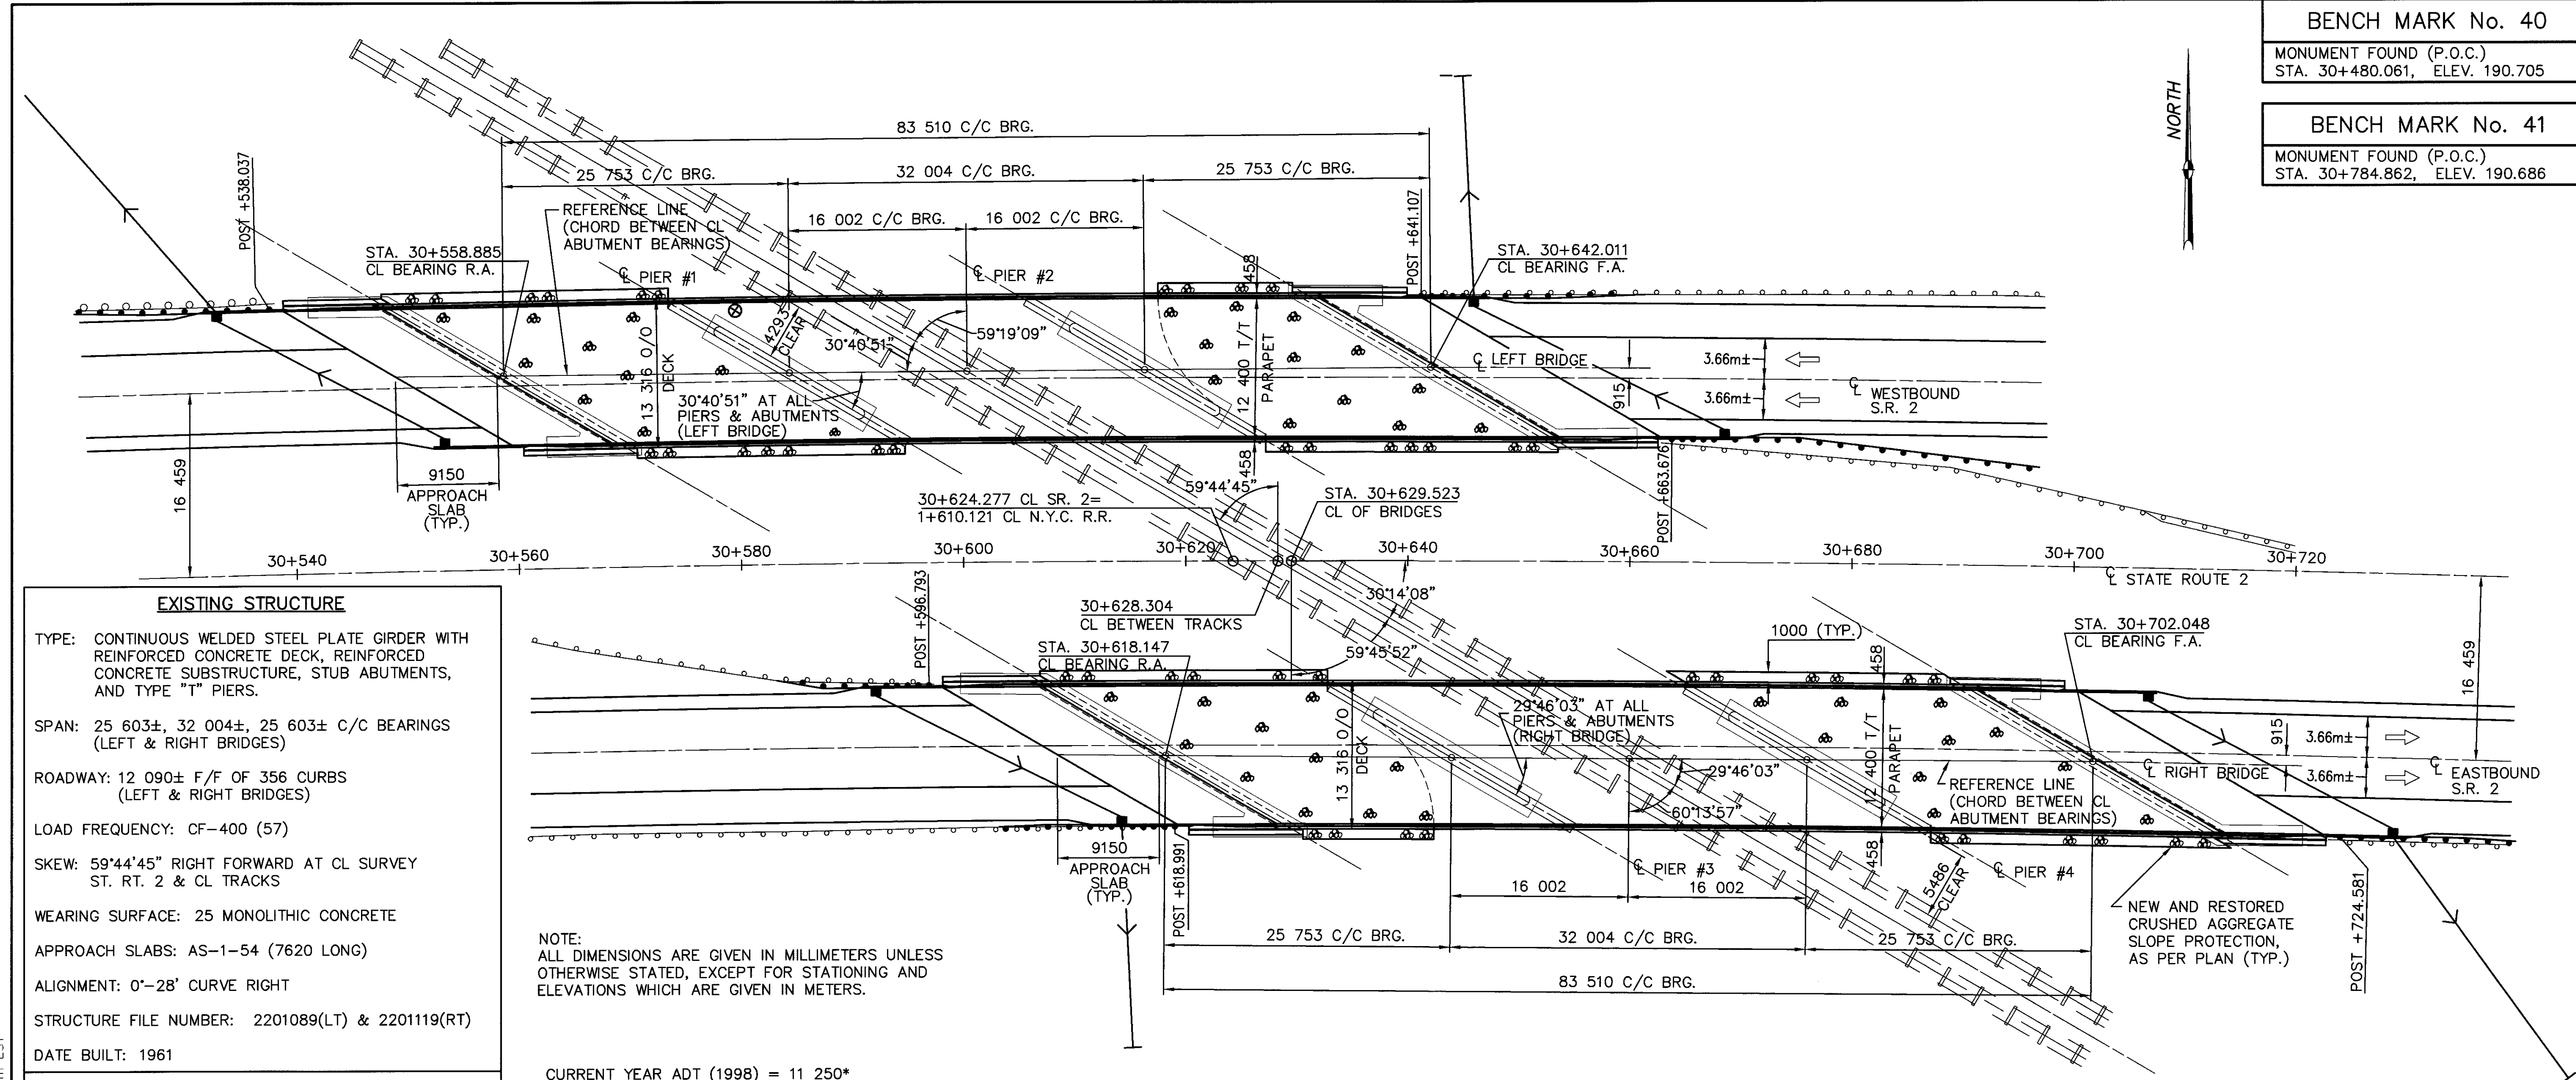 BENCH MARK No. 40
MONUMENT FOUND (P.O.C.)
STA. 30+480.061, ELEV. 190.705
BENCH MARK No. 41
MONUMENT FOUND (P.O.C.)
STA. 30+784.862, ELEV. 190.686
NORTH
83 510 C/C BRG.
25 753 C/C BRG.
32 004 C/C BRG.
25 753 C/C BRG.
16 002 C/C BRG.
16 002 C/C BRG.
POST +538.037
REFERENCE LINE
(CHORD BETWEEN CL
ABUTMENT BEARINGS)
STA. 30+558.885
CL BEARING R.A.
POST +641.107
STA. 30+642.011
CL BEARING F.A.
℄ PIER #1
℄ PIER #2
458
4293
CLEAR
30°40'51"
59°19'09"
13 316 O/O
DECK
12 400 T/T
PARAPET
30°40'51" AT ALL
PIERS & ABUTMENTS
(LEFT BRIDGE)
℄ LEFT BRIDGE
3.66m±
3.66m±
915
℄ WESTBOUND
S.R. 2
458
16 459
9150
APPROACH
SLAB
(TYP.)
59°44'45"
30+624.277 CL SR. 2=
1+610.121 CL N.Y.C. R.R.
STA. 30+629.523
CL OF BRIDGES
POST +663.676
30+540
30+560
30+580
30+600
30+620
30+640
30+660
30+680
30+700
30+720
℄ STATE ROUTE 2
EXISTING STRUCTURE
TYPE: CONTINUOUS WELDED STEEL PLATE GIRDER WITH
REINFORCED CONCRETE DECK, REINFORCED
CONCRETE SUBSTRUCTURE, STUB ABUTMENTS,
AND TYPE "T" PIERS.
SPAN: 25 603±, 32 004±, 25 603± C/C BEARINGS
(LEFT & RIGHT BRIDGES)
ROADWAY: 12 090± F/F OF 356 CURBS
(LEFT & RIGHT BRIDGES)
LOAD FREQUENCY: CF-400 (57)
SKEW: 59°44'45" RIGHT FORWARD AT CL SURVEY
ST. RT. 2 & CL TRACKS
WEARING SURFACE: 25 MONOLITHIC CONCRETE
APPROACH SLABS: AS-1-54 (7620 LONG)
ALIGNMENT: 0°-28' CURVE RIGHT
STRUCTURE FILE NUMBER: 2201089(LT) & 2201119(RT)
DATE BUILT: 1961
POST +596.793
30+628.304
CL BETWEEN TRACKS
30°14'08"
STA. 30+618.147
CL BEARING R.A.
59°45'52"
1000 (TYP.)
STA. 30+702.048
CL BEARING F.A.
458
16 459
29°46'03" AT ALL
PIERS & ABUTMENTS
(RIGHT BRIDGE)
13 316 O/O
DECK
12 400 T/T
PARAPET
29°46'03"
60°13'57"
REFERENCE LINE
(CHORD BETWEEN CL
ABUTMENT BEARINGS)
℄ RIGHT BRIDGE
915
3.66m±
3.66m±
℄ EASTBOUND
S.R. 2
9150
APPROACH
SLAB
(TYP.)
POST +618.991
458
℄ PIER #3
℄ PIER #4
5486
CLEAR
16 002
16 002
25 753 C/C BRG.
32 004 C/C BRG.
25 753 C/C BRG.
83 510 C/C BRG.
NEW AND RESTORED
CRUSHED AGGREGATE
SLOPE PROTECTION,
AS PER PLAN (TYP.)
POST +724.581
NOTE:
ALL DIMENSIONS ARE GIVEN IN MILLIMETERS UNLESS
OTHERWISE STATED, EXCEPT FOR STATIONING AND
ELEVATIONS WHICH ARE GIVEN IN METERS.
CURRENT YEAR ADT (1998) = 11 250*